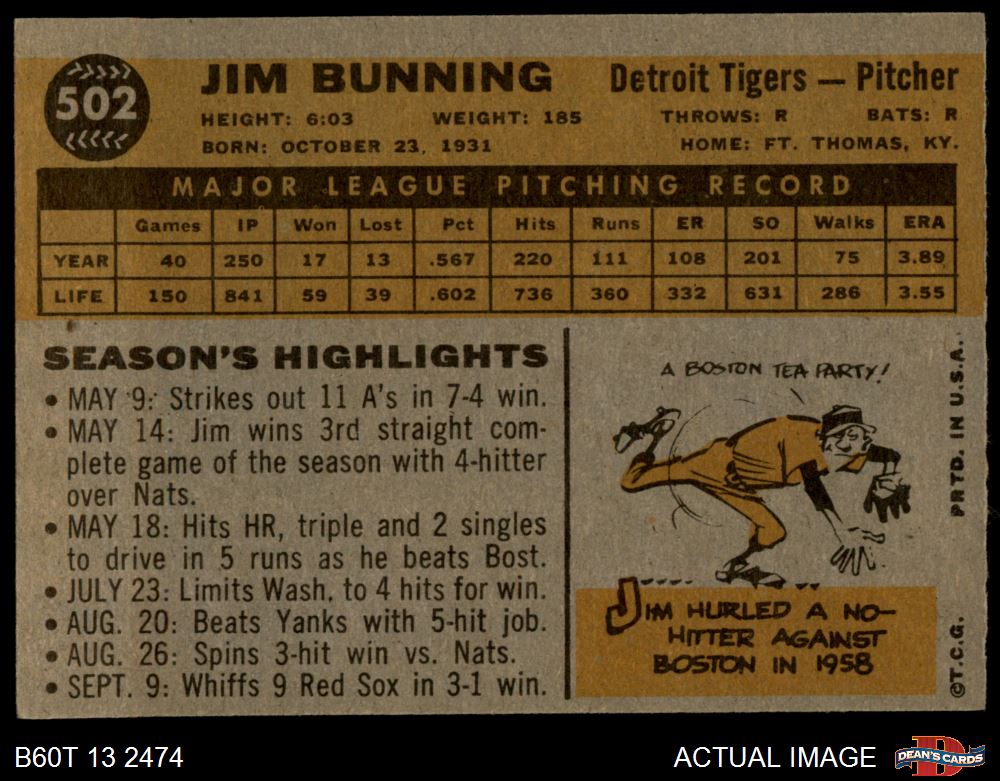 502
JIM BUNNING Detroit Tigers — Pitcher
HEIGHT: 6:03 WEIGHT: 185 THROWS: R BATS: R
BORN: OCTOBER 23, 1931 HOME: FT. THOMAS, KY.
MAJOR LEAGUE PITCHING RECORD
Games IP Won Lost Pct Hits Runs ER SO Walks ERA
YEAR 40 250 17 13 .567 220 111 108 201 75 3.89
LIFE 150 841 59 39 .602 736 360 332 631 286 3.55
SEASON'S HIGHLIGHTS
• MAY 9: Strikes out 11 A's in 7-4 win.
• MAY 14: Jim wins 3rd straight com-
plete game of the season with 4-hitter
over Nats.
• MAY 18: Hits HR, triple and 2 singles
to drive in 5 runs as he beats Bost.
• JULY 23: Limits Wash. to 4 hits for win.
• AUG. 20: Beats Yanks with 5-hit job.
• AUG. 26: Spins 3-hit win vs. Nats.
• SEPT. 9: Whiffs 9 Red Sox in 3-1 win.
A BOSTON TEA PARTY!
JIM HURLED A NO-
HITTER AGAINST
BOSTON IN 1958
PRTD. IN U.S.A.
©T.C.G.
B60T 13 2474
ACTUAL IMAGE
D
DEAN'S CARDS